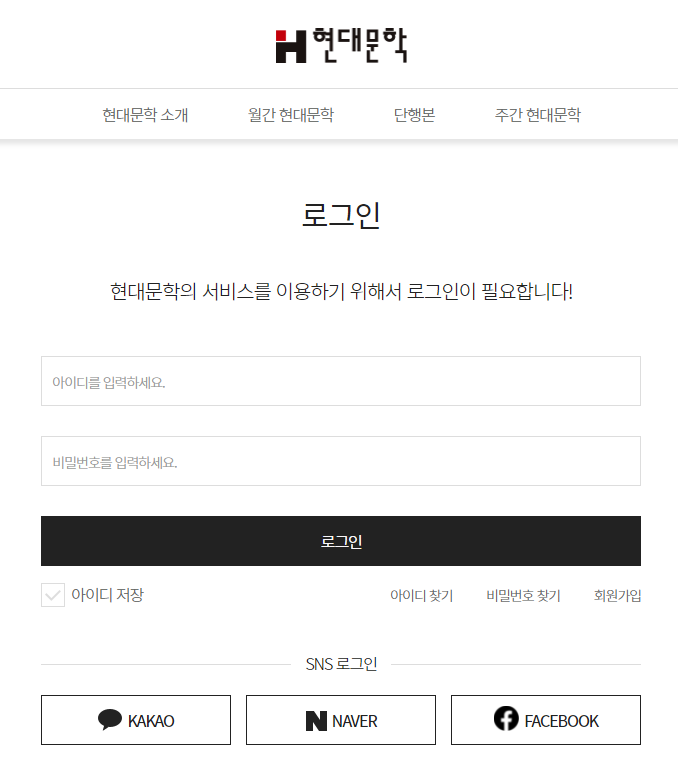 현대문학
현대문학 소개 월간 현대문학 단행본 주간 현대문학
로그인
현대문학의 서비스를 이용하기 위해서 로그인이 필요합니다!
아이디를 입력하세요.
비밀번호를 입력하세요.
로그인
아이디 저장 아이디 찾기 비밀번호 찾기 회원가입
SNS 로그인
KAKAO NAVER FACEBOOK